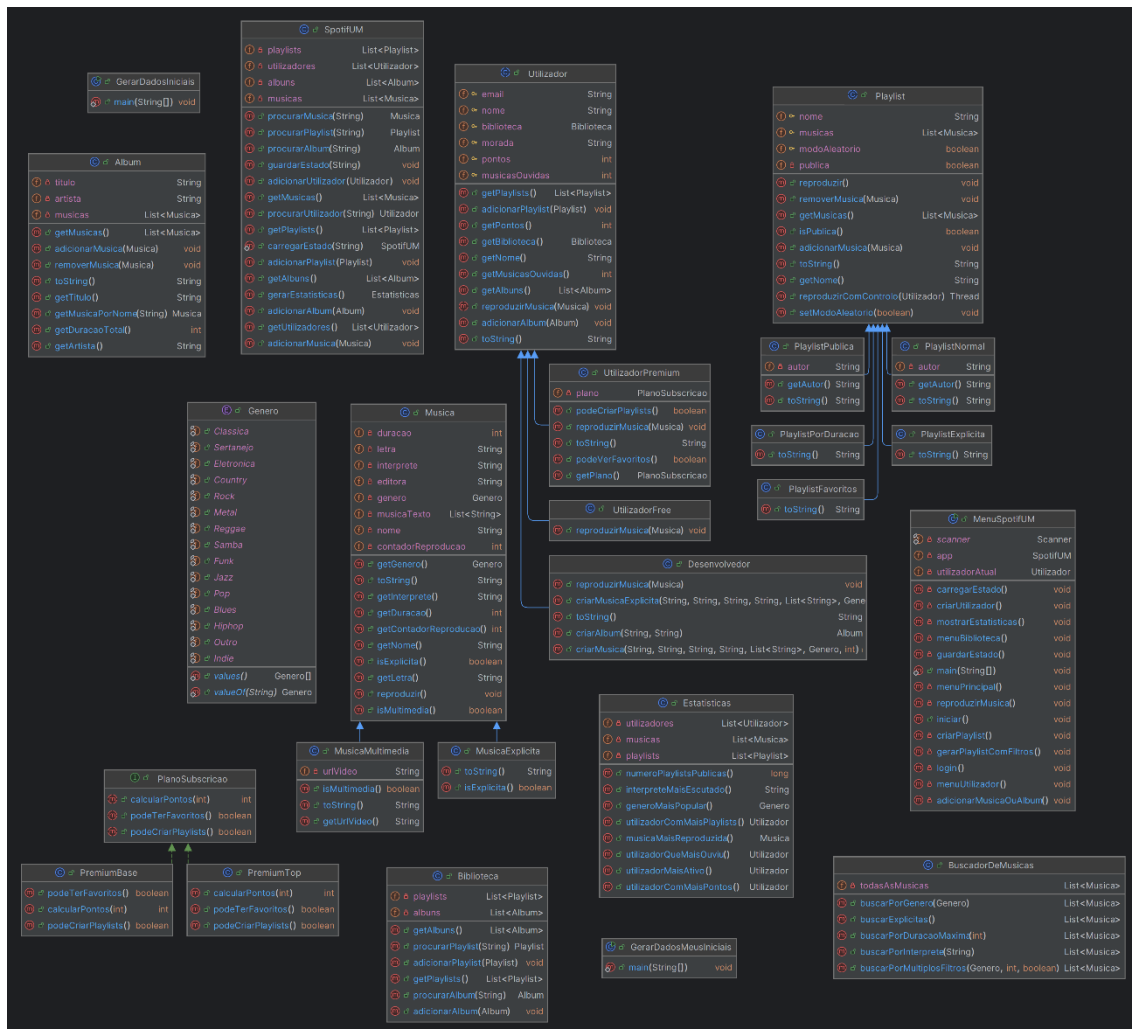 SpotifUM
playlists List<Playlist>
utilizadores List<Utilizador>
albuns List<Album>
musicas List<Musica>
procurarMusica(String) Musica
procurarPlaylist(String) Playlist
procurarAlbum(String) Album
guardarEstado(String) void
adicionarUtilizador(Utilizador) void
getMusicas() List<Musica>
procurarUtilizador(String) Utilizador
getPlaylists() List<Playlist>
carregarEstado(String) SpotifUM
adicionarPlaylist(Playlist) void
getAlbuns() List<Album>
gerarEstatisticas() Estatisticas
adicionarAlbum(Album) void
getUtilizadores() List<Utilizador>
adicionarMusica(Musica) void
GerarDadosIniciais
main(String[]) void
Album
titulo String
artista String
musicas List<Musica>
getMusicas() List<Musica>
adicionarMusica(Musica) void
removerMusica(Musica) void
toString() String
getTitulo() String
getMusicaPorNome(String) Musica
getDuracaoTotal() int
getArtista() String
Utilizador
email String
nome String
biblioteca Biblioteca
morada String
pontos int
musicasOuvidas int
getPlaylists() List<Playlist>
adicionarPlaylist(Playlist) void
getPontos() int
getBiblioteca() Biblioteca
getNome() String
getMusicasOuvidas() int
getAlbuns() List<Album>
reproduzirMusica(Musica) void
adicionarAlbum(Album) void
toString() String
Playlist
nome String
musicas List<Musica>
modoAleatorio boolean
publica boolean
reproduzir() void
removerMusica(Musica) void
getMusicas() List<Musica>
isPublica() boolean
adicionarMusica(Musica) void
toString() String
getNome() String
reproduzirComControlo(Utilizador) Thread
setModoAleatorio(boolean) void
PlaylistPublica
autor String
getAutor() String
toString() String
PlaylistNormal
autor String
getAutor() String
toString() String
PlaylistPorDuracao
toString() String
PlaylistExplicita
toString() String
PlaylistFavoritos
toString() String
UtilizadorPremium
plano PlanoSubscricao
podeCriarPlaylists() boolean
reproduzirMusica(Musica) void
toString() String
podeVerFavoritos() boolean
getPlano() PlanoSubscricao
UtilizadorFree
reproduzirMusica(Musica) void
Desenvolvedor
reproduzirMusica(Musica) void
criarMusicaExplicita(String, String, String, String, List<String>, Gene
toString() String
criarAlbum(String, String) Album
criarMusica(String, String, String, String, List<String>, Genero, int)
Genero
Classica
Sertanejo
Eletronica
Country
Rock
Metal
Reggae
Samba
Funk
Jazz
Pop
Blues
Hiphop
Outro
Indie
values() Genero[]
valueOf(String) Genero
Musica
duracao int
letra String
interprete String
editora String
genero Genero
musicaTexto List<String>
nome String
contadorReproducao int
getGenero() Genero
toString() String
getInterprete() String
getDuracao() int
getContadorReproducao() int
getNome() String
isExplicita() boolean
getLetra() String
reproduzir() void
isMultimedia() boolean
MusicaMultimedia
urlVideo String
isMultimedia() boolean
toString() String
getUrlVideo() String
MusicaExplicita
toString() String
isExplicita() boolean
MenuSpotifUM
scanner Scanner
app SpotifUM
utilizadorAtual Utilizador
carregarEstado() void
criarUtilizador() void
mostrarEstatisticas() void
menuBiblioteca() void
guardarEstado() void
main(String[]) void
menuPrincipal() void
reproduzirMusica() void
iniciar() void
criarPlaylist() void
gerarPlaylistComFiltros() void
login() void
menuUtilizador() void
adicionarMusicaOuAlbum() void
Estatisticas
utilizadores List<Utilizador>
musicas List<Musica>
playlists List<Playlist>
numeroPlaylistsPublicas() long
interpreteMaisEscutado() String
generoMaisPopular() Genero
utilizadorComMaisPlaylists() Utilizador
musicaMaisReproduzida() Musica
utilizadorQueMaisOuviu() Utilizador
utilizadorMaisAtivo() Utilizador
utilizadorComMaisPontos() Utilizador
PlanoSubscricao
calcularPontos(int) int
podeTerFavoritos() boolean
podeCriarPlaylists() boolean
PremiumBase
podeTerFavoritos() boolean
calcularPontos(int) int
podeCriarPlaylists() boolean
PremiumTop
calcularPontos(int) int
podeTerFavoritos() boolean
podeCriarPlaylists() boolean
Biblioteca
playlists List<Playlist>
albuns List<Album>
getAlbuns() List<Album>
procurarPlaylist(String) Playlist
adicionarPlaylist(Playlist) void
getPlaylists() List<Playlist>
procurarAlbum(String) Album
adicionarAlbum(Album) void
GerarDadosMeusIniciais
main(String[]) void
BuscadorDeMusicas
todasAsMusicas List<Musica>
buscarPorGenero(Genero) List<Musica>
buscarExplicitas() List<Musica>
buscarPorDuracaoMaxima(int) List<Musica>
buscarPorInterprete(String) List<Musica>
buscarPorMultiplosFiltros(Genero, int, boolean) List<Musica>